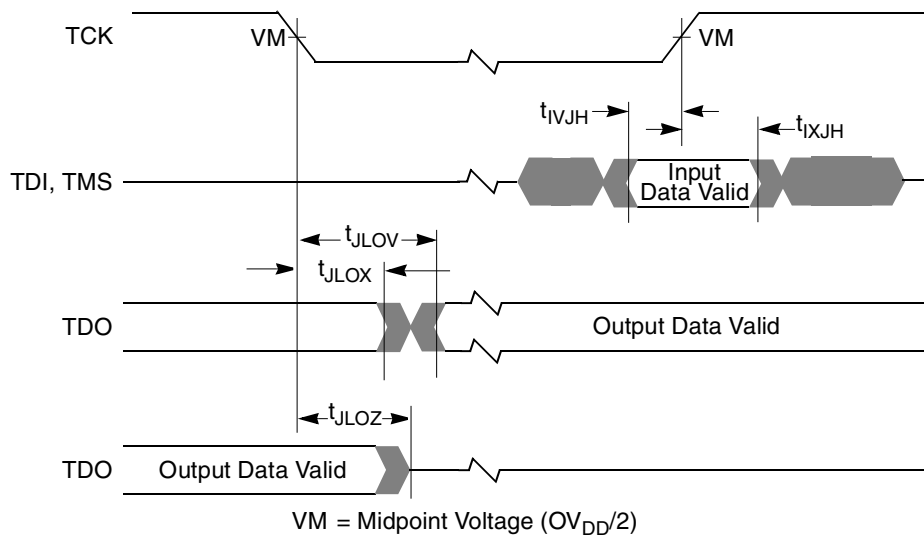 TCK
VM
VM
tIVJH
tIXJH
TDI, TMS
Input
Data Valid
tJLOV
tJLOX
TDO
Output Data Valid
tJLOZ
TDO
Output Data Valid
VM = Midpoint Voltage (OVDD/2)